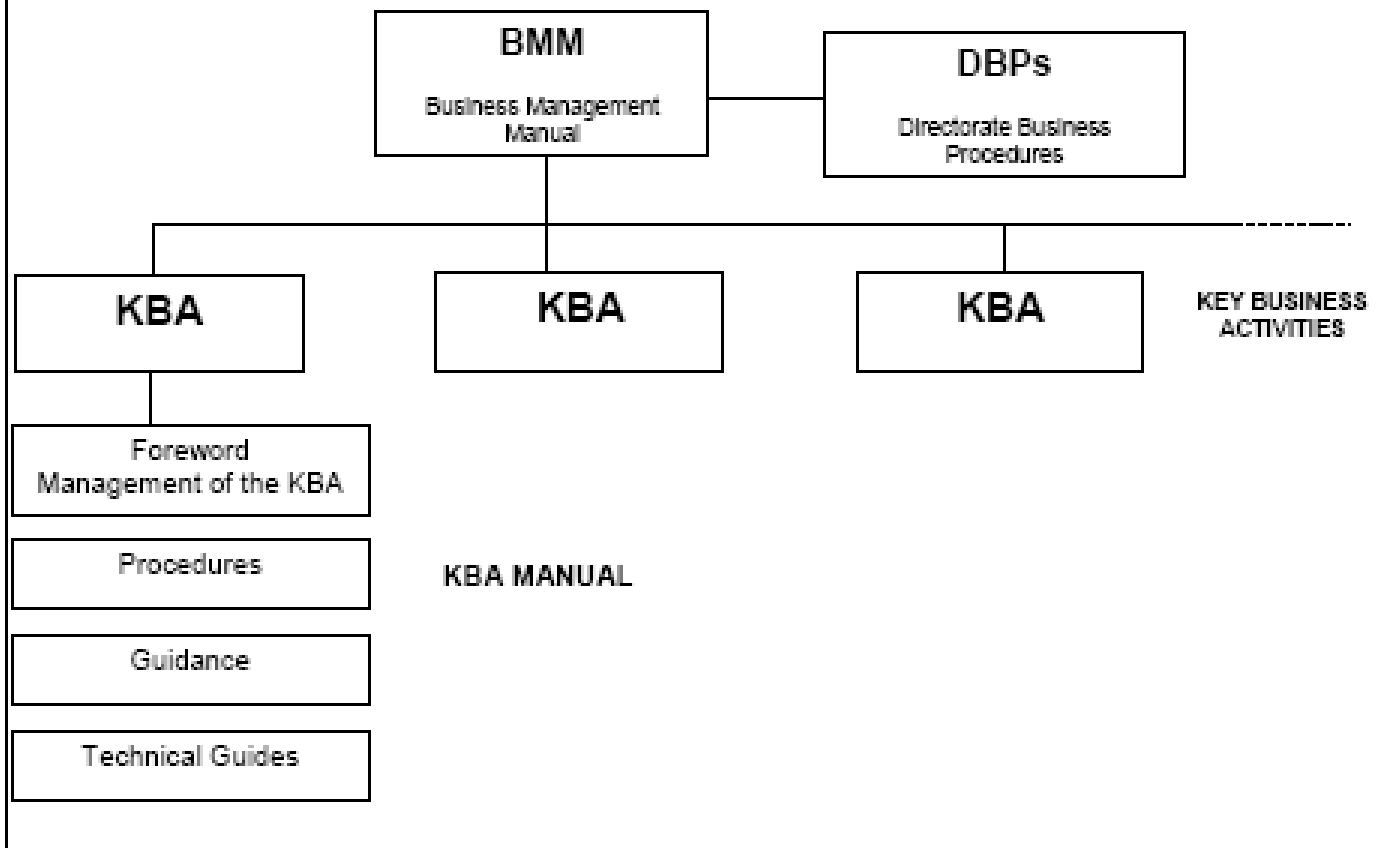 BMM
Business Management
Manual
DBPs
Directorate Business
Procedures
KBA
KBA
KBA
KEY BUSINESS
ACTIVITIES
Foreword
Management of the KBA
Procedures
KBA MANUAL
Guidance
Technical Guides